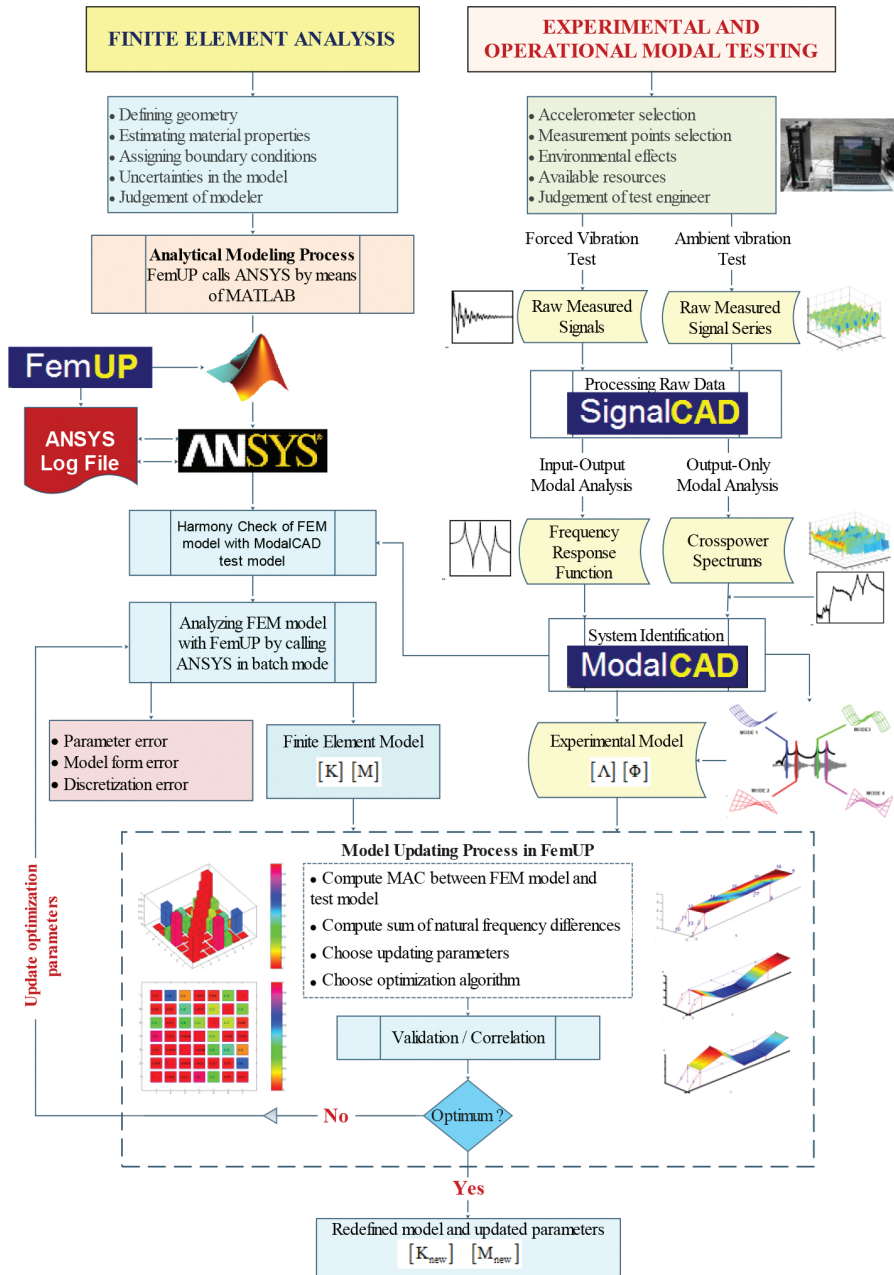 FINITE ELEMENT ANALYSIS
EXPERIMENTAL AND
OPERATIONAL MODAL TESTING
• Defining geometry
• Estimating material properties
• Assigning boundary conditions
• Uncertainties in the model
• Judgement of modeler
• Accelerometer selection
• Measurement points selection
• Environmental effects
• Available resources
• Judgement of test engineer
Analytical Modeling Process
FemUP calls ANSYS by means
of MATLAB
Forced Vibration
Test
Ambient vibration
Test
Raw Measured
Signals
Raw Measured
Signal Series
FemUP
ANSYS
Log File
ANSYS®
Processing Raw Data
SignalCAD
Input-Output
Modal Analysis
Output-Only
Modal Analysis
Harmony Check of FEM
model with ModalCAD
test model
Frequency
Response
Function
Crosspower
Spectrums
Analyzing FEM model
with FemUP by calling
ANSYS in batch mode
System Identification
ModalCAD
• Parameter error
• Model form error
• Discretization error
Finite Element Model
[K] [M]
Experimental Model
[Λ] [Φ]
MODE 1
MODE3
MODE 2
MODE 4
Model Updating Process in FemUP
• Compute MAC between FEM model and
test model
• Compute sum of natural frequency differences
• Choose updating parameters
• Choose optimization algorithm
Validation / Correlation
Optimum ?
No
Update optimization
parameters
Yes
Redefined model and updated parameters
[Knew] [Mnew]